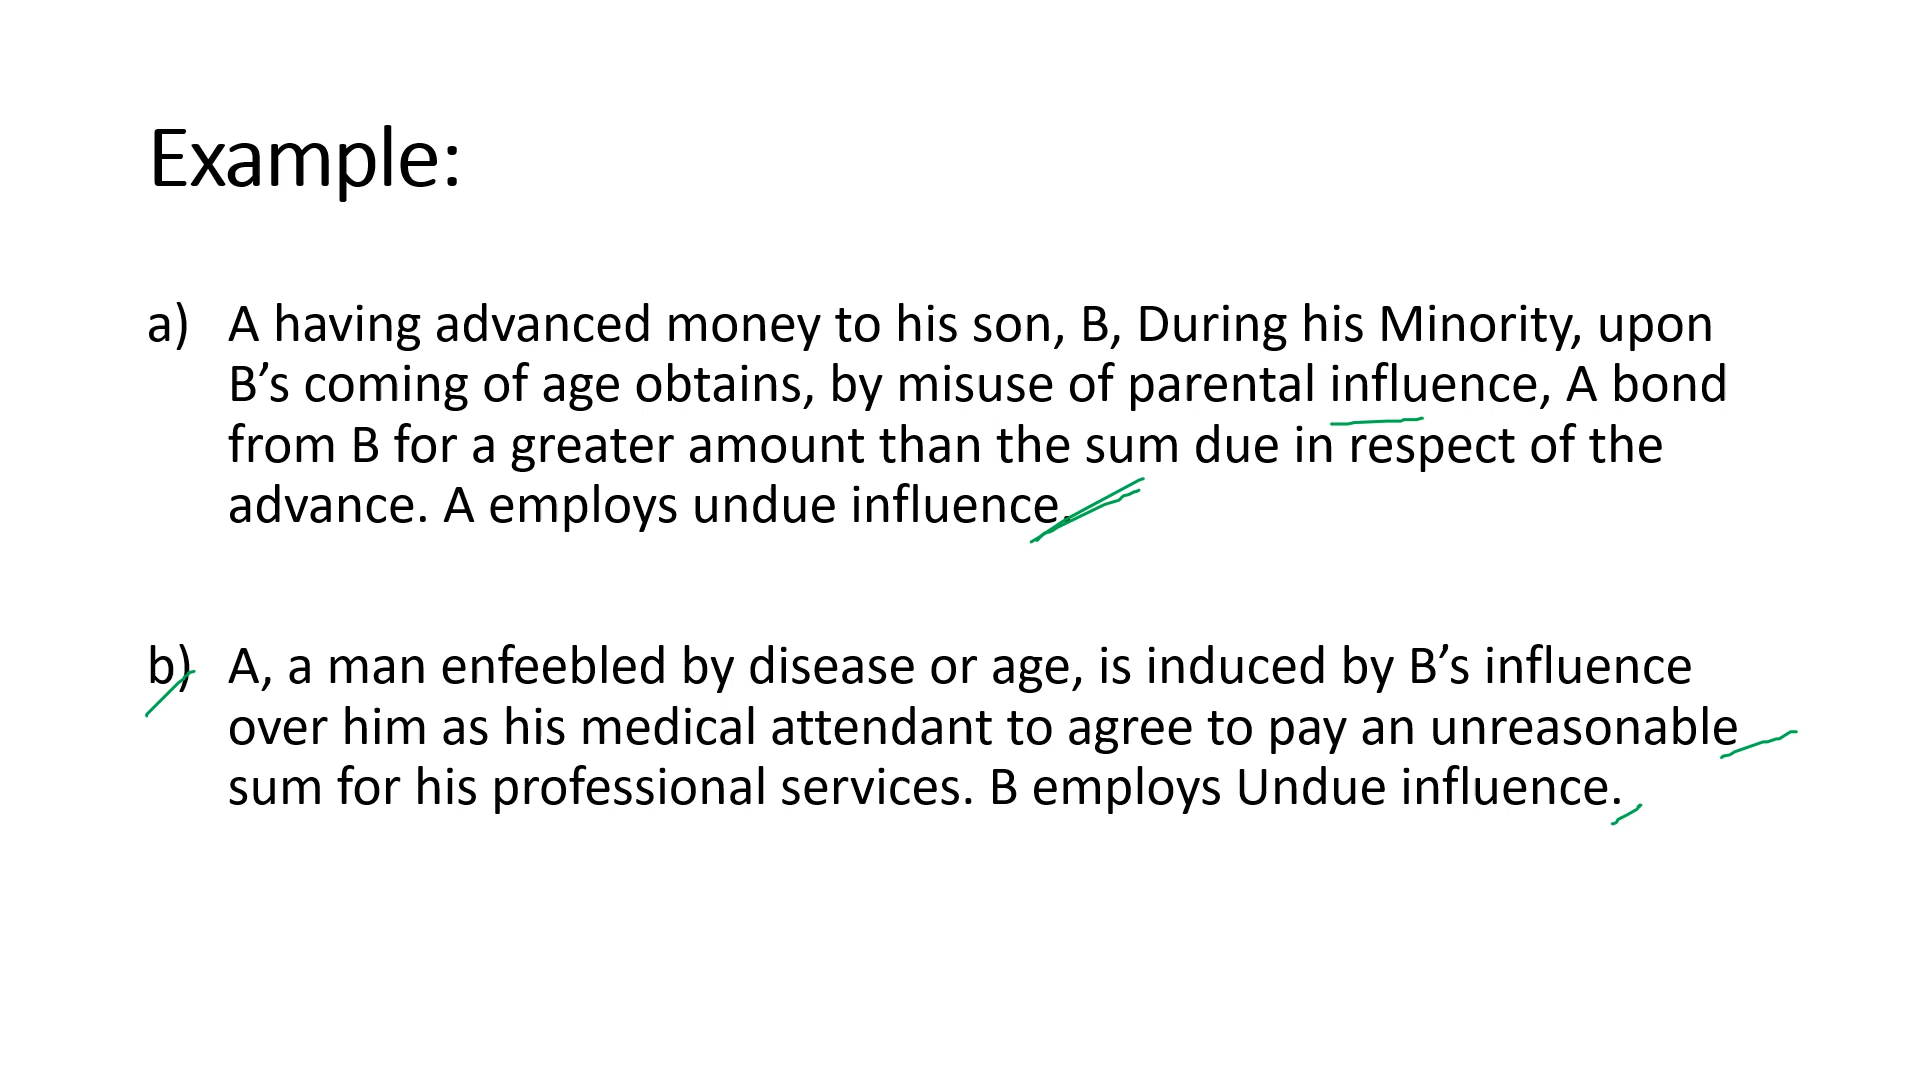 Example:
a) A having advanced money to his son, B, During his Minority, upon
B’s coming of age obtains, by misuse of parental influence, A bond
from B for a greater amount than the sum due in respect of the
advance. A employs undue influence.
b) A, a man enfeebled by disease or age, is induced by B’s influence
over him as his medical attendant to agree to pay an unreasonable
sum for his professional services. B employs Undue influence.